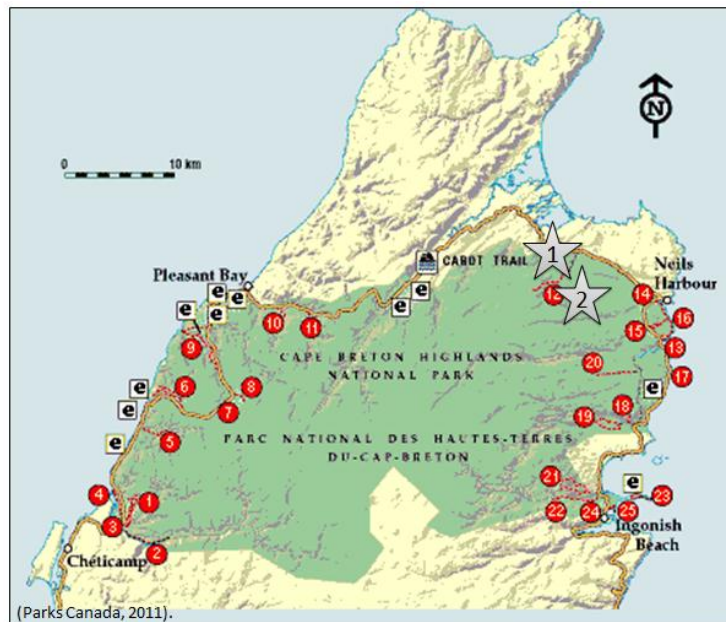 N
0 10 km
1
CABOT TRAIL
Pleasant Bay
Neils
Harbour
2
12
14
e
e
e
e
e
e
e
16
15
10
11
9
13
CAPE BRETON HIGHLANDS
NATIONAL PARK
20
17
6
8
e
e
7
18
19
e
5
PARC NATIONAL DES HAUTES-TERRES
DU-CAP-BRETON
21
e
23
4
1
22
24
25
3
Ingonish
Beach
2
Chéticamp
(Parks Canada, 2011).